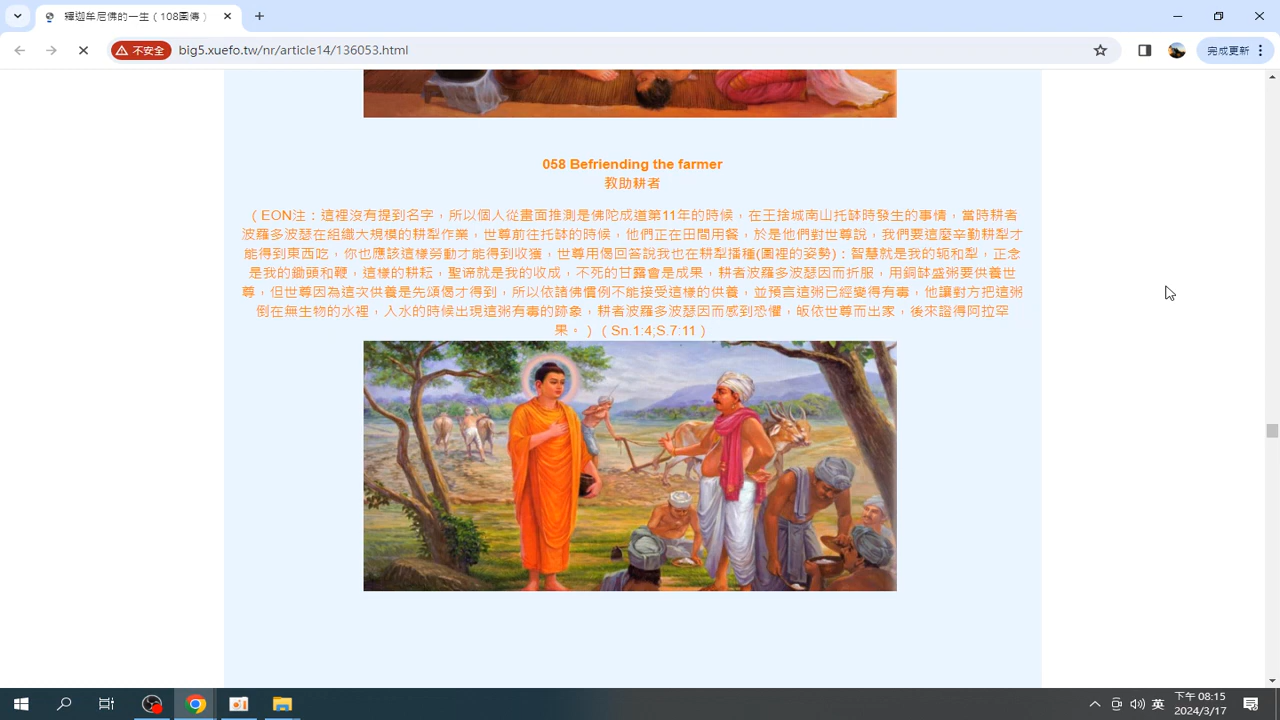 釋迦牟尼佛的一生（108圖傳）
不安全
big5.xuefo.tw/nr/article14/136053.html
完成更新
058 Befriending the farmer
教助耕者
（EON注：這裡沒有提到名字，所以個人從畫面推測是佛陀成道第11年的時候，在王捨城南山托缽時發生的事情，當時耕者
波羅多波瑟在組織大規模的耕犁作業，世尊前往托缽的時候，他們正在田間用餐，於是他們對世尊說，我們要這麼辛勤耕犁才
能得到東西吃，你也應該這樣勞動才能得到收獲，世尊用偈回答說我也在耕犁播種(圖裡的姿勢)：智慧就是我的軛和犁，正念
是我的鋤頭和鞭，這樣的耕耘，聖諦就是我的收成，不死的甘露會是成果，耕者波羅多波瑟因而折服，用銅缽盛粥要供養世
尊，但世尊因為這次供養是先頌偈才得到，所以依諸佛慣例不能接受這樣的供養，並預言這粥已經變得有毒，他讓對方把這粥
倒在無生物的水裡，入水的時候出現這粥有毒的跡象，耕者波羅多波瑟因而感到恐懼，皈依世尊而出家，後來證得阿拉罕
果。）（Sn.1:4;S.7:11）
英
下午 08:15
2024/3/17